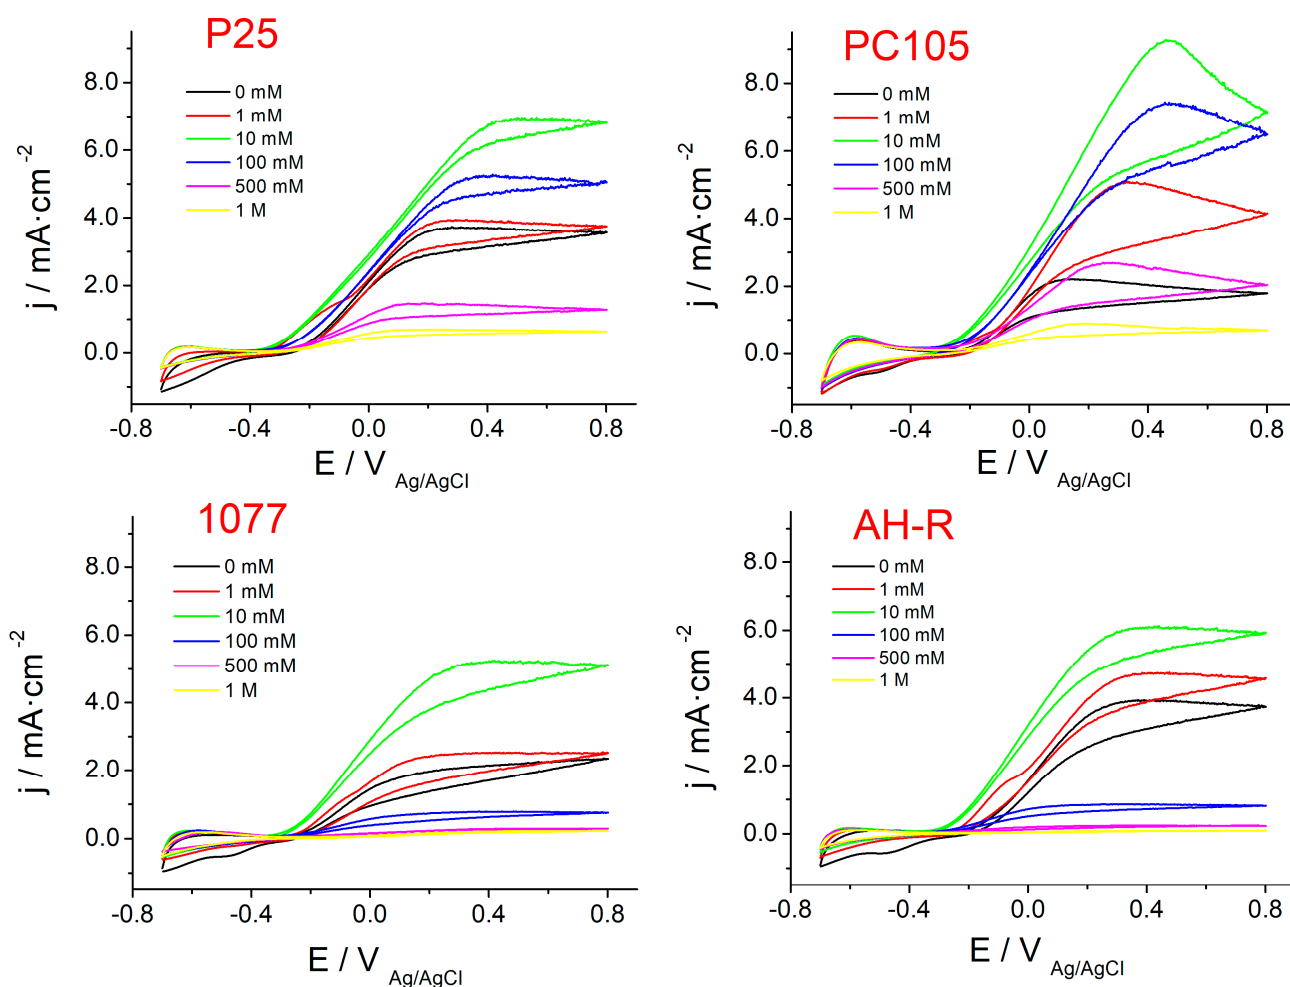 P25
0 mM
1 mM
10 mM
100 mM
500 mM
1 M
8.0
6.0
4.0
2.0
0.0
-0.8
-0.4
0.0
0.4
0.8
j / mA·cm-2
E / V Ag/AgCl
PC105
0 mM
1 mM
10 mM
100 mM
500 mM
1 M
8.0
6.0
4.0
2.0
0.0
-0.8
-0.4
0.0
0.4
0.8
j / mA·cm-2
E / V Ag/AgCl
1077
0 mM
1 mM
10 mM
100 mM
500 mM
1 M
8.0
6.0
4.0
2.0
0.0
-0.8
-0.4
0.0
0.4
0.8
j / mA·cm-2
E / V Ag/AgCl
AH-R
0 mM
1 mM
10 mM
100 mM
500 mM
1 M
8.0
6.0
4.0
2.0
0.0
-0.8
-0.4
0.0
0.4
0.8
j / mA·cm-2
E / V Ag/AgCl